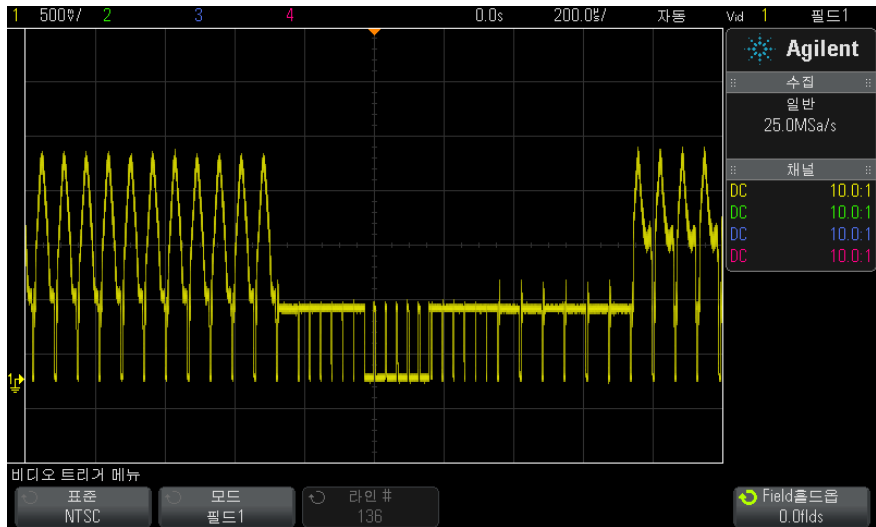 1 500㎷/ 2 3 4 0.0s 200.0㎲/ 자동 Vid 1 필드1
Agilent
수집
일반
25.0MSa/s
채널
DC 10.0:1
DC 10.0:1
DC 10.0:1
DC 10.0:1
1
비디오 트리거 메뉴
표준
NTSC
모드
필드1
라인 #
136
Field홀드옵
0.0flds